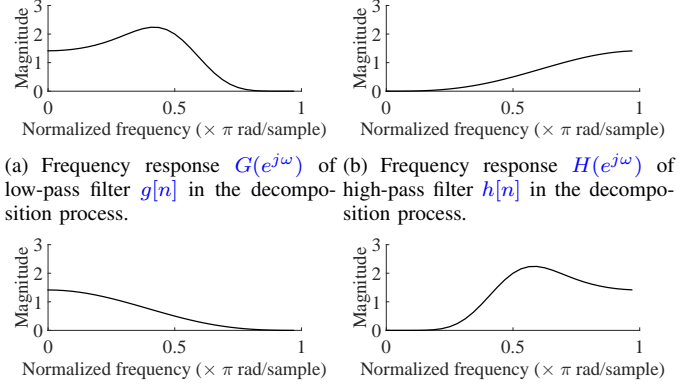 3
2
1
0
Magnitude
0 0.5 1
Normalized frequency (× π rad/sample)
3
2
1
0
Magnitude
0 0.5 1
Normalized frequency (× π rad/sample)
(a) Frequency response G(e^{jω}) of
low-pass filter g[n] in the decompo-
sition process.
(b) Frequency response H(e^{jω}) of
high-pass filter h[n] in the decompo-
sition process.
3
2
1
0
Magnitude
0 0.5 1
Normalized frequency (× π rad/sample)
3
2
1
0
Magnitude
0 0.5 1
Normalized frequency (× π rad/sample)